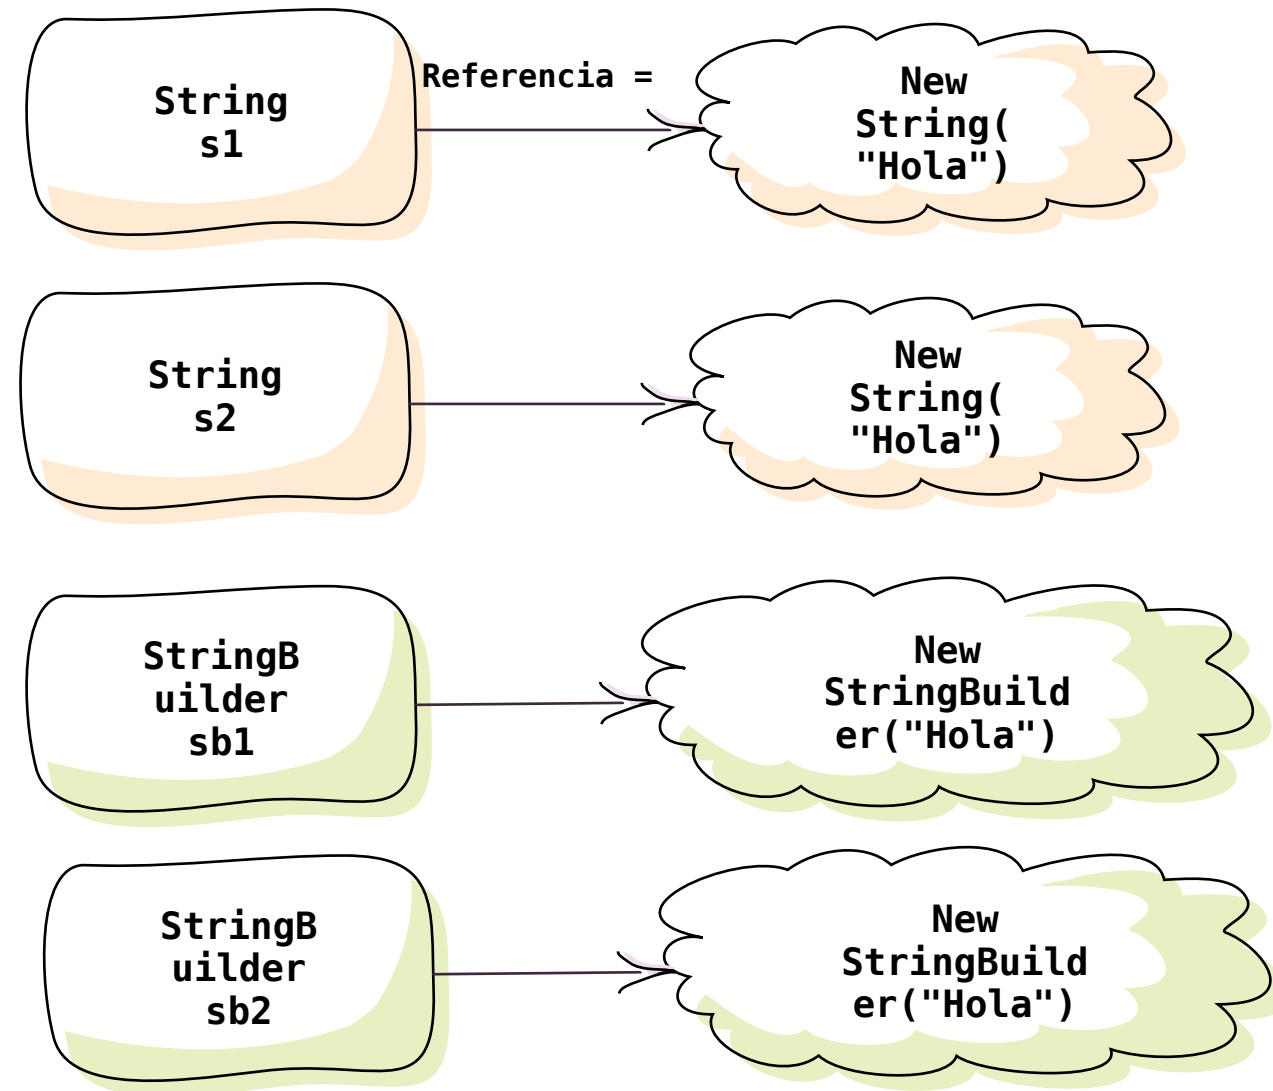 String
s1
Referencia =
New
String(
"Hola")
String
s2
New
String(
"Hola")
StringB
uilder
sb1
New
StringBuild
er("Hola")
StringB
uilder
sb2
New
StringBuild
er("Hola")